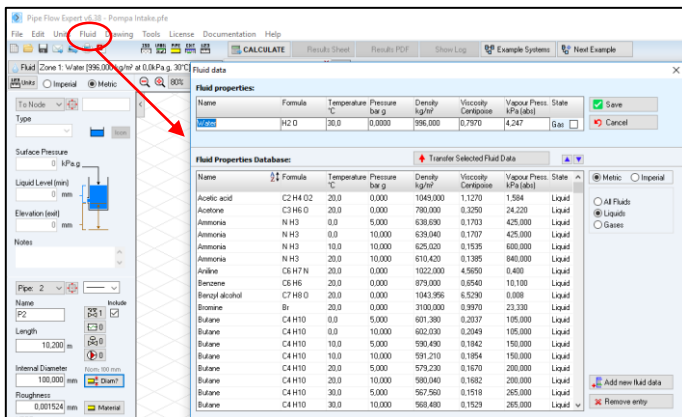 Pipe Flow Expert v6.38 - Pompa Intake.pfe
File Edit Units Fluid Drawing Tools License Documentation Help
CALCULATE Results Sheet Results PDF Show Log Example Systems Next Example
Fluid Zone 1: Water [996,000 kg/m³ at 0,0kPa.g, 30°C]
Units Imperial Metric 80%
To Node
Type
Surface Pressure
0 kPa.g
Liquid Level (min)
0 mm
Elevation (exit)
0 mm
Notes
Pipe: 2
Name Include
P2 1
Length 0
10,200 m 0
0
Internal Diameter Nom. 100 mm
100,000 mm Diam?
Roughness
0,001524 mm Material
Fluid data
Fluid properties:
Name Formula Temperature °C Pressure bar g Density kg/m³ Viscosity Centipoise Vapour Press. kPa (abs) State
Water H2 O 30,0 0,0000 996,000 0,7970 4,247 Gas
Save
Cancel
Fluid Properties Database: Transfer Selected Fluid Data
Name Formula Temperature °C Pressure bar g Density kg/m³ Viscosity Centipoise Vapour Press. kPa (abs) State
Acetic acid C2 H4 O2 20,0 0,000 1049,000 1,1270 1,584 Liquid
Acetone C3 H6 O 20,0 0,000 780,000 0,3250 24,220 Liquid
Ammonia N H3 0,0 5,000 638,690 0,1703 425,000 Liquid
Ammonia N H3 0,0 10,000 639,040 0,1707 425,000 Liquid
Ammonia N H3 10,0 10,000 625,020 0,1535 600,000 Liquid
Ammonia N H3 20,0 10,000 610,420 0,1385 840,000 Liquid
Aniline C6 H7 N 20,0 0,000 1022,000 4,5650 0,400 Liquid
Benzene C6 H6 20,0 0,000 879,000 0,6540 10,100 Liquid
Benzyl alcohol C7 H8 O 20,0 0,000 1043,956 6,5290 0,008 Liquid
Bromine Br 20,0 0,000 3100,000 0,9970 23,330 Liquid
Butane C4 H10 0,0 5,000 601,380 0,2037 105,000 Liquid
Butane C4 H10 0,0 10,000 602,030 0,2049 105,000 Liquid
Butane C4 H10 10,0 5,000 590,490 0,1842 150,000 Liquid
Butane C4 H10 10,0 10,000 591,210 0,1854 150,000 Liquid
Butane C4 H10 20,0 5,000 579,230 0,1670 200,000 Liquid
Butane C4 H10 20,0 10,000 580,040 0,1682 200,000 Liquid
Butane C4 H10 30,0 5,000 567,560 0,1518 265,000 Liquid
Butane C4 H10 30,0 10,000 568,480 0,1529 265,000 Liquid
Metric Imperial
All Fluids
Liquids
Gases
Add new fluid data
Remove entry